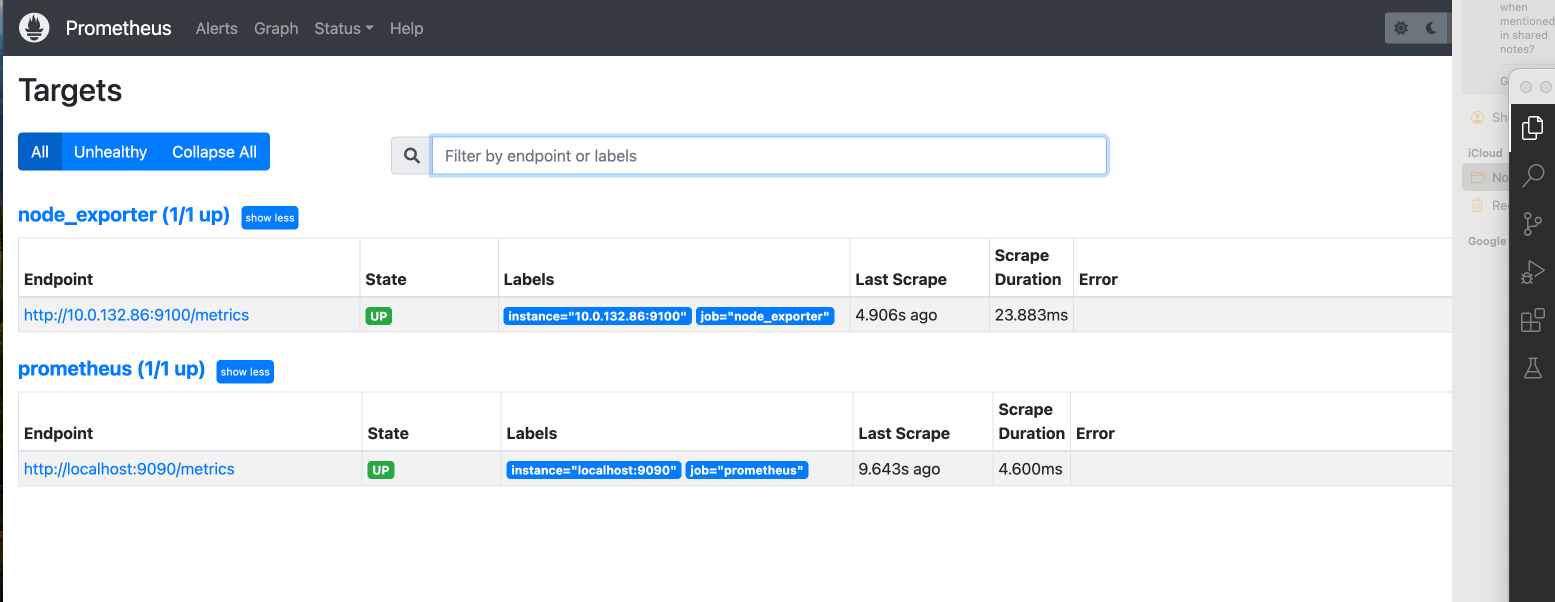 Prometheus Alerts Graph Status Help
Targets
All Unhealthy Collapse All
Filter by endpoint or labels
node_exporter (1/1 up) show less
Endpoint State Labels Last Scrape Scrape Duration Error
http://10.0.132.86:9100/metrics UP instance="10.0.132.86:9100" job="node_exporter" 4.906s ago 23.883ms
prometheus (1/1 up) show less
Endpoint State Labels Last Scrape Scrape Duration Error
http://localhost:9090/metrics UP instance="localhost:9090" job="prometheus" 9.643s ago 4.600ms
when
mentioned
in shared
notes?
iCloud
Google